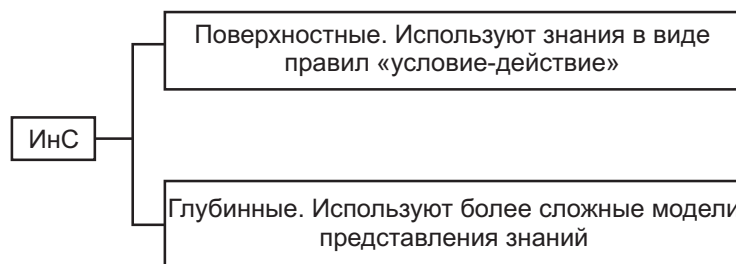 Поверхностные. Используют знания в виде
правил «условие-действие»
ИнС
Глубинные. Используют более сложные модели
представления знаний